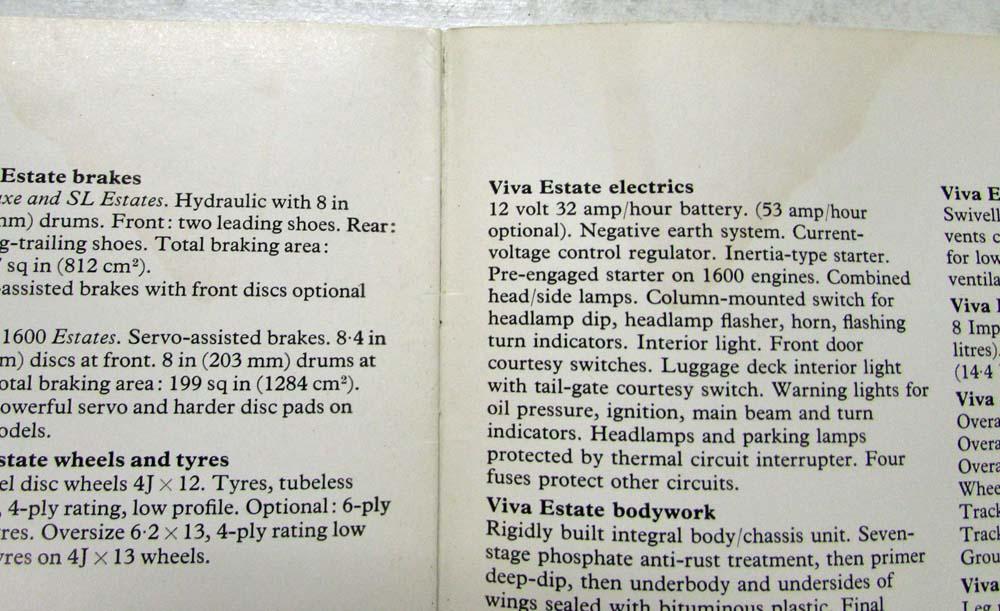 Estate brakes
and SL Estates. Hydraulic with 8 in
mm) drums. Front: two leading shoes. Rear:
g-trailing shoes. Total braking area:
sq in (812 cm²).
-assisted brakes with front discs optional
1600 Estates. Servo-assisted brakes. 8·4 in
m) discs at front. 8 in (203 mm) drums at
otal braking area: 199 sq in (1284 cm²).
owerful servo and harder disc pads on
odels.
state wheels and tyres
el disc wheels 4J × 12. Tyres, tubeless
, 4-ply rating, low profile. Optional: 6-ply
res. Oversize 6·2 × 13, 4-ply rating low
yres on 4J × 13 wheels.
Viva Estate electrics
12 volt 32 amp/hour battery. (53 amp/hour
optional). Negative earth system. Current-
voltage control regulator. Inertia-type starter.
Pre-engaged starter on 1600 engines. Combined
head/side lamps. Column-mounted switch for
headlamp dip, headlamp flasher, horn, flashing
turn indicators. Interior light. Front door
courtesy switches. Luggage deck interior light
with tail-gate courtesy switch. Warning lights for
oil pressure, ignition, main beam and turn
indicators. Headlamps and parking lamps
protected by thermal circuit interrupter. Four
fuses protect other circuits.
Viva Estate bodywork
Rigidly built integral body/chassis unit. Seven-
stage phosphate anti-rust treatment, then primer
deep-dip, then underbody and undersides of
wings sealed with bituminous plastic. Final
Viva E
Swivell
vents c
for low
ventila
Viva
8 Imp
litres).
(14·4
Viva
Overa
Overa
Overa
Whee
Track
Track
Grou
Viva
Leg